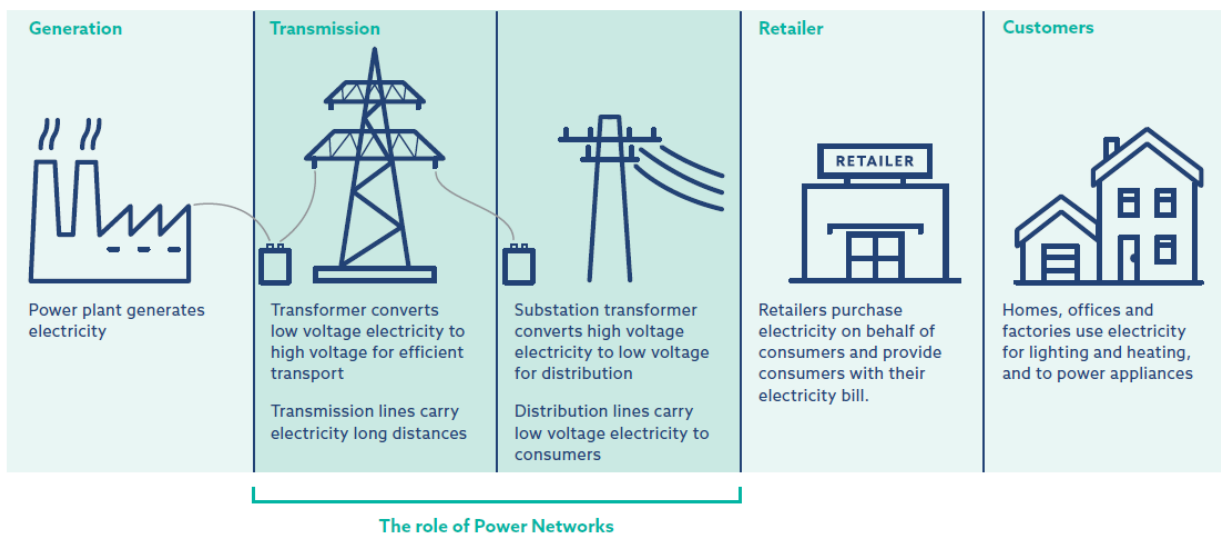 Generation
Power plant generates
electricity
Transmission
Transformer converts
low voltage electricity to
high voltage for efficient
transport
Transmission lines carry
electricity long distances
Substation transformer
converts high voltage
electricity to low voltage
for distribution
Distribution lines carry
low voltage electricity to
consumers
Retailer
RETAILER
Retailers purchase
electricity on behalf of
consumers and provide
consumers with their
electricity bill.
Customers
Homes, offices and
factories use electricity
for lighting and heating,
and to power appliances
The role of Power Networks